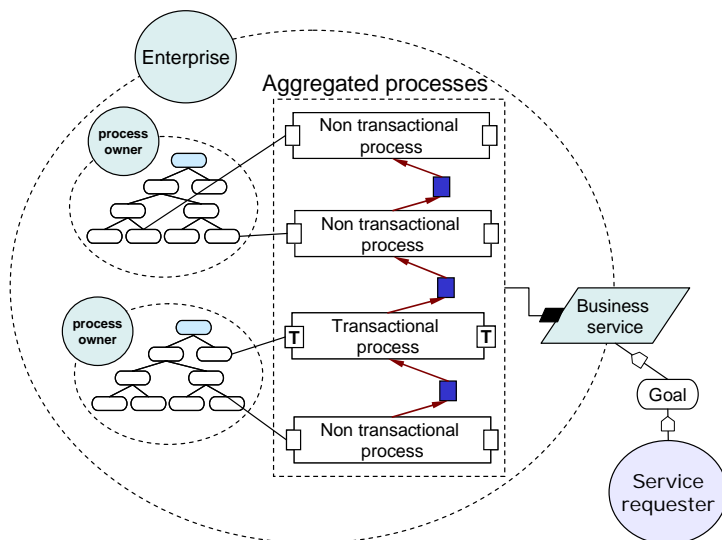 Enterprise
Aggregated processes
process
owner
Non transactional
process
Non transactional
process
process
owner
T
Transactional
process
T
Non transactional
process
Business
service
Goal
Service
requester